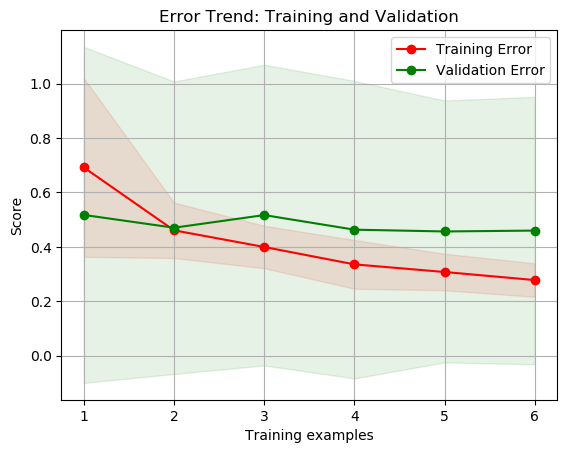 Error Trend: Training and Validation
Training Error
Validation Error
1.0
0.8
0.6
0.4
0.2
0.0
Score
1 2 3 4 5 6
Training examples